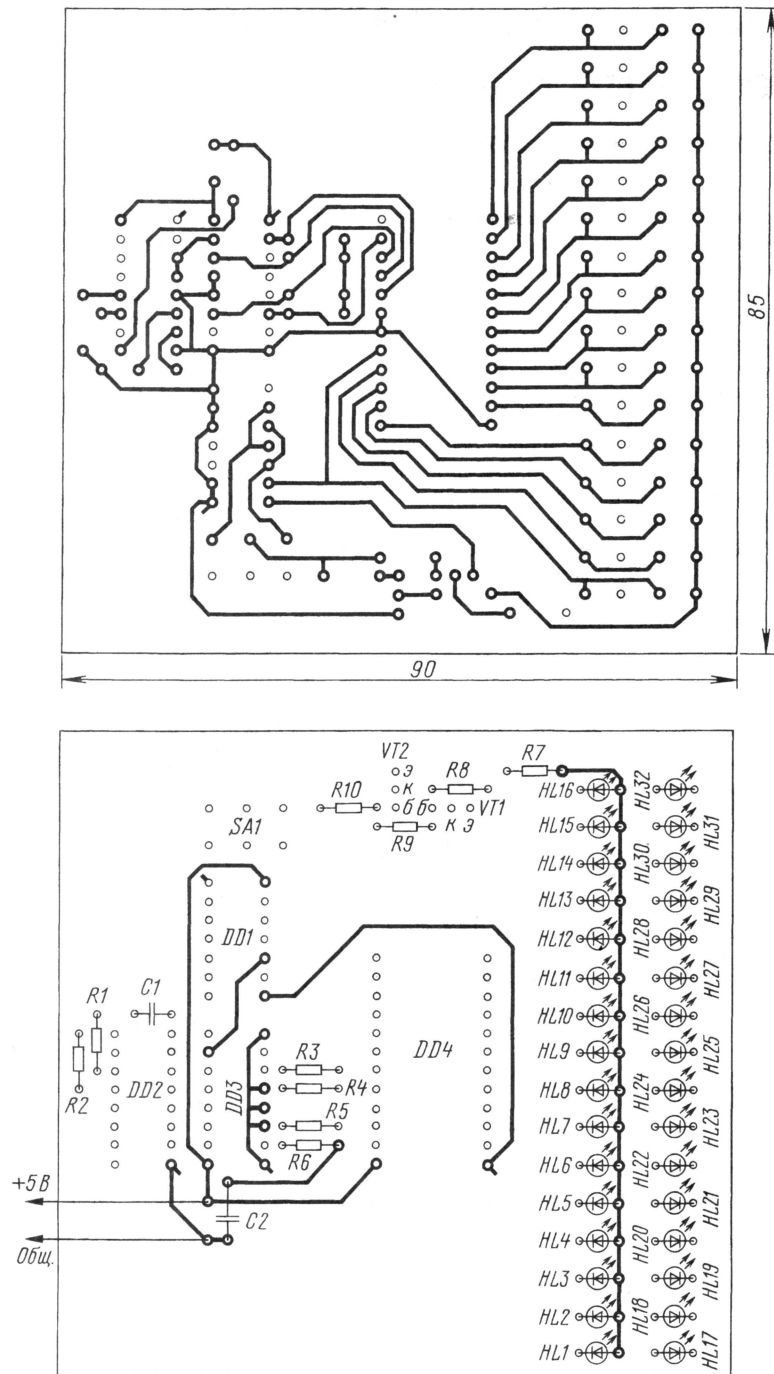 85
90
VT2
Э
К
Б Б
К Э
VT1
R7
R8
R10
R9
SA1
HL16
HL15
HL14
HL13
HL12
HL11
HL10
HL9
HL8
HL7
HL6
HL5
HL4
HL3
HL2
HL1
HL32
HL31
HL30
HL29
HL28
HL27
HL26
HL25
HL24
HL23
HL22
HL21
HL20
HL19
HL18
HL17
DD1
DD4
R1
C1
R2
DD2
DD3
R3
R4
R5
R6
+5 В
C2
Общ.